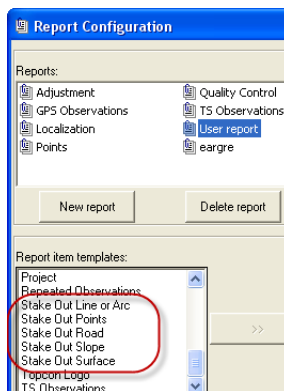 Report Configuration
Reports:
Adjustment
Quality Control
GPS Observations
TS Observations
Localization
User report
Points
eargre
New report
Delete report
Report item templates:
Project
Repeated Observations
Stake Out Line or Arc
Stake Out Points
Stake Out Road
Stake Out Slope
Stake Out Surface
Topcon Logo
TS Observations
>>